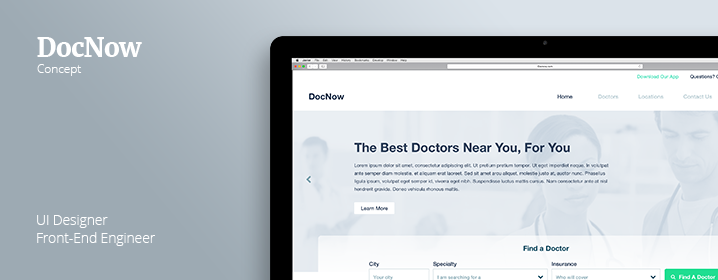 DocNow
Concept
UI Designer
Front-End Engineer
Download Our App
Questions?
DocNow
Home
Doctors
Locations
Contact Us
The Best Doctors Near You, For You
Lorem ipsum dolor sit amet, consectetur adipiscing elit. Ut pretium pretium tempor. Ut eget imperdiet neque. In voluptate
sante semper diam molestie, at aliquam erat laoreet. Sed sit amet arcu aliquet, molestie justo at, auctor nunc. Phasellus
ligula ipsum, volutpat eget semper id, viverra eget nibh. Suspendisse luctus mattis cursus. Nam consectetur ante at nisl
hendrerit gravida. Donec vehicula rhoncus mattis.
Learn More
Find a Doctor
City
Specialty
Insurance
Your city
I am searching for a
Who will cover
Find A Doctor